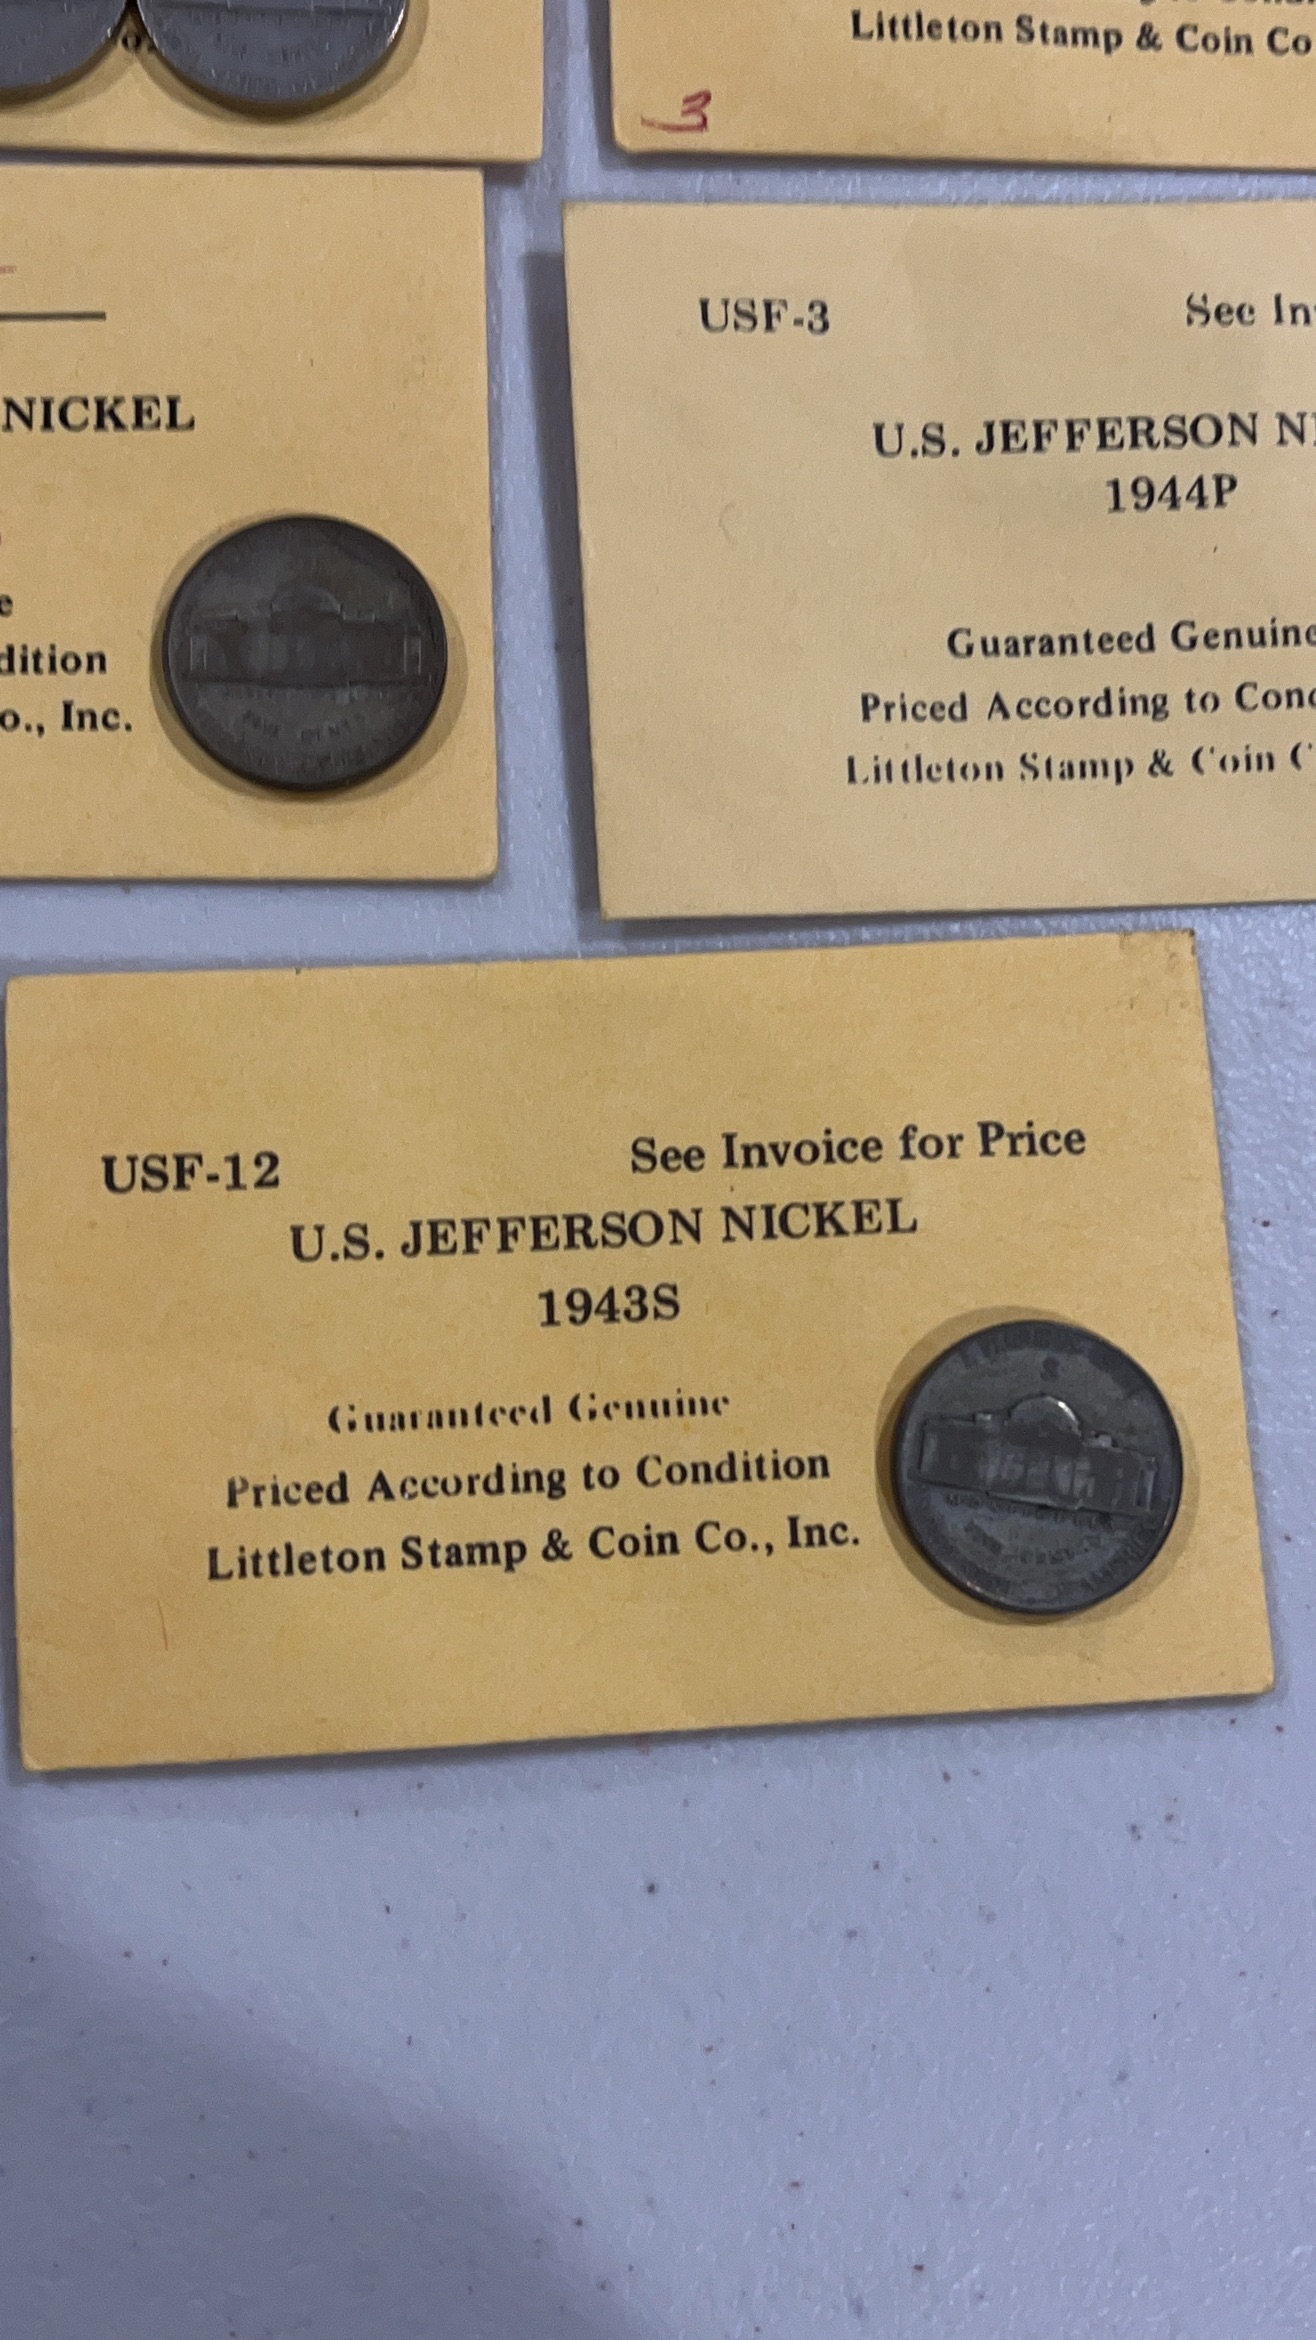 Littleton Stamp & Coin Co
3
NICKEL
e
dition
o., Inc.
USF-3 See In
U.S. JEFFERSON NI
1944P
Guaranteed Genuine
Priced According to Cond
Littleton Stamp & Coin C
USF-12 See Invoice for Price
U.S. JEFFERSON NICKEL
1943S
Guaranteed Genuine
Priced According to Condition
Littleton Stamp & Coin Co., Inc.
S